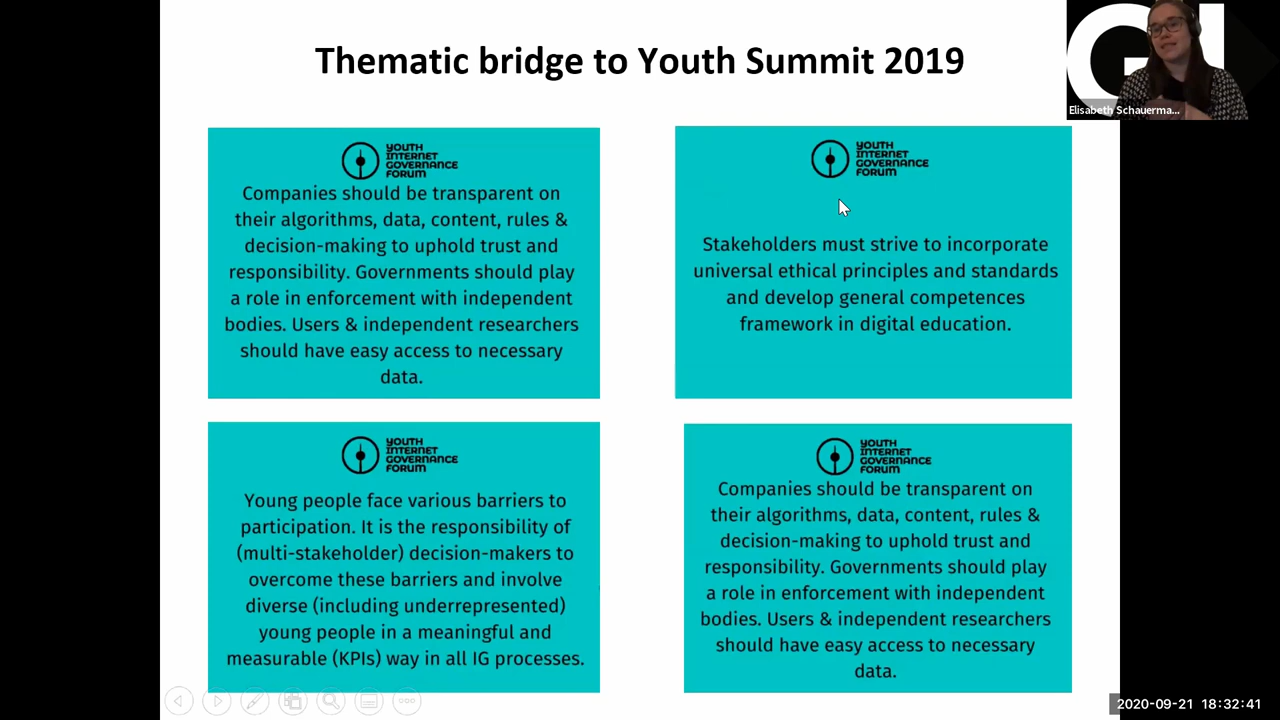 Thematic bridge to Youth Summit 2019
Elisabeth Schauerma...
YOUTH
INTERNET
GOVERNANCE
FORUM
Companies should be transparent on
their algorithms, data, content, rules &
decision-making to uphold trust and
responsibility. Governments should play
a role in enforcement with independent
bodies. Users & independent researchers
should have easy access to necessary
data.
YOUTH
INTERNET
GOVERNANCE
FORUM
Stakeholders must strive to incorporate
universal ethical principles and standards
and develop general competences
framework in digital education.
YOUTH
INTERNET
GOVERNANCE
FORUM
Young people face various barriers to
participation. It is the responsibility of
(multi-stakeholder) decision-makers to
overcome these barriers and involve
diverse (including underrepresented)
young people in a meaningful and
measurable (KPIs) way in all IG processes.
YOUTH
INTERNET
GOVERNANCE
FORUM
Companies should be transparent on
their algorithms, data, content, rules &
decision-making to uphold trust and
responsibility. Governments should play
a role in enforcement with independent
bodies. Users & independent researchers
should have easy access to necessary
data.
2020-09-21 18:32:41